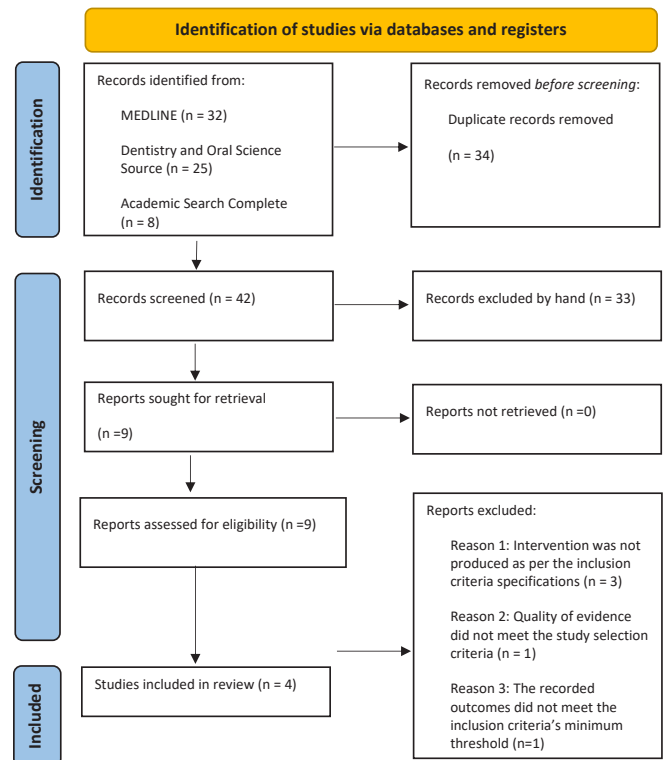 Identification of studies via databases and registers
Identification
Records identified from:
MEDLINE (n = 32)
Dentistry and Oral Science
Source (n = 25)
Academic Search Complete
(n = 8)
Records removed before screening:
Duplicate records removed
(n = 34)
Screening
Records screened (n = 42)
Records excluded by hand (n = 33)
Reports sought for retrieval
(n =9)
Reports not retrieved (n =0)
Reports assessed for eligibility (n =9)
Reports excluded:
Reason 1: Intervention was not
produced as per the inclusion
criteria specifications (n = 3)
Reason 2: Quality of evidence
did not meet the study selection
criteria (n = 1)
Reason 3: The recorded
outcomes did not meet the
inclusion criteria’s minimum
threshold (n=1)
Included
Studies included in review (n = 4)